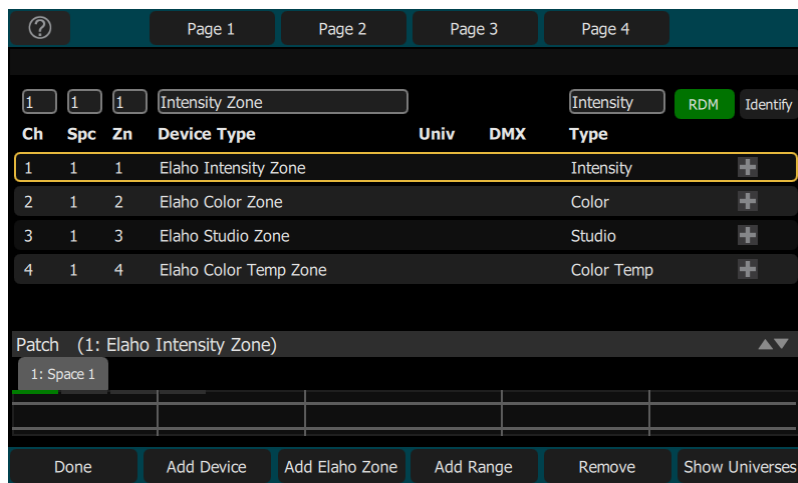 ? Page 1 Page 2 Page 3 Page 4
1 1 1 Intensity Zone Intensity RDM Identify
Ch Spc Zn Device Type Univ DMX Type
1 1 1 Elaho Intensity Zone Intensity
2 1 2 Elaho Color Zone Color
3 1 3 Elaho Studio Zone Studio
4 1 4 Elaho Color Temp Zone Color Temp
Patch (1: Elaho Intensity Zone)
1: Space 1
Done Add Device Add Elaho Zone Add Range Remove Show Universes